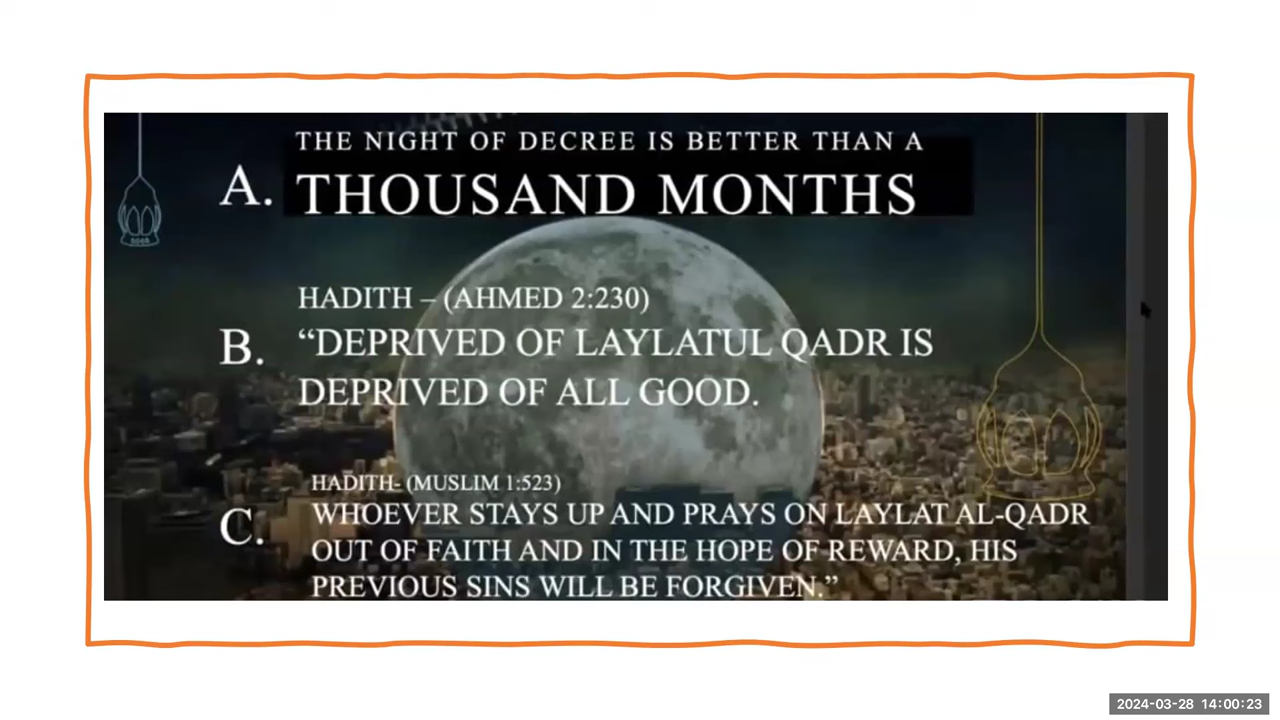 THE NIGHT OF DECREE IS BETTER THAN A
A. THOUSAND MONTHS
HADITH – (AHMED 2:230)
B. “DEPRIVED OF LAYLATUL QADR IS
DEPRIVED OF ALL GOOD.
HADITH- (MUSLIM 1:523)
C. WHOEVER STAYS UP AND PRAYS ON LAYLAT AL-QADR
OUT OF FAITH AND IN THE HOPE OF REWARD, HIS
PREVIOUS SINS WILL BE FORGIVEN.”
2024-03-28 14:00:23